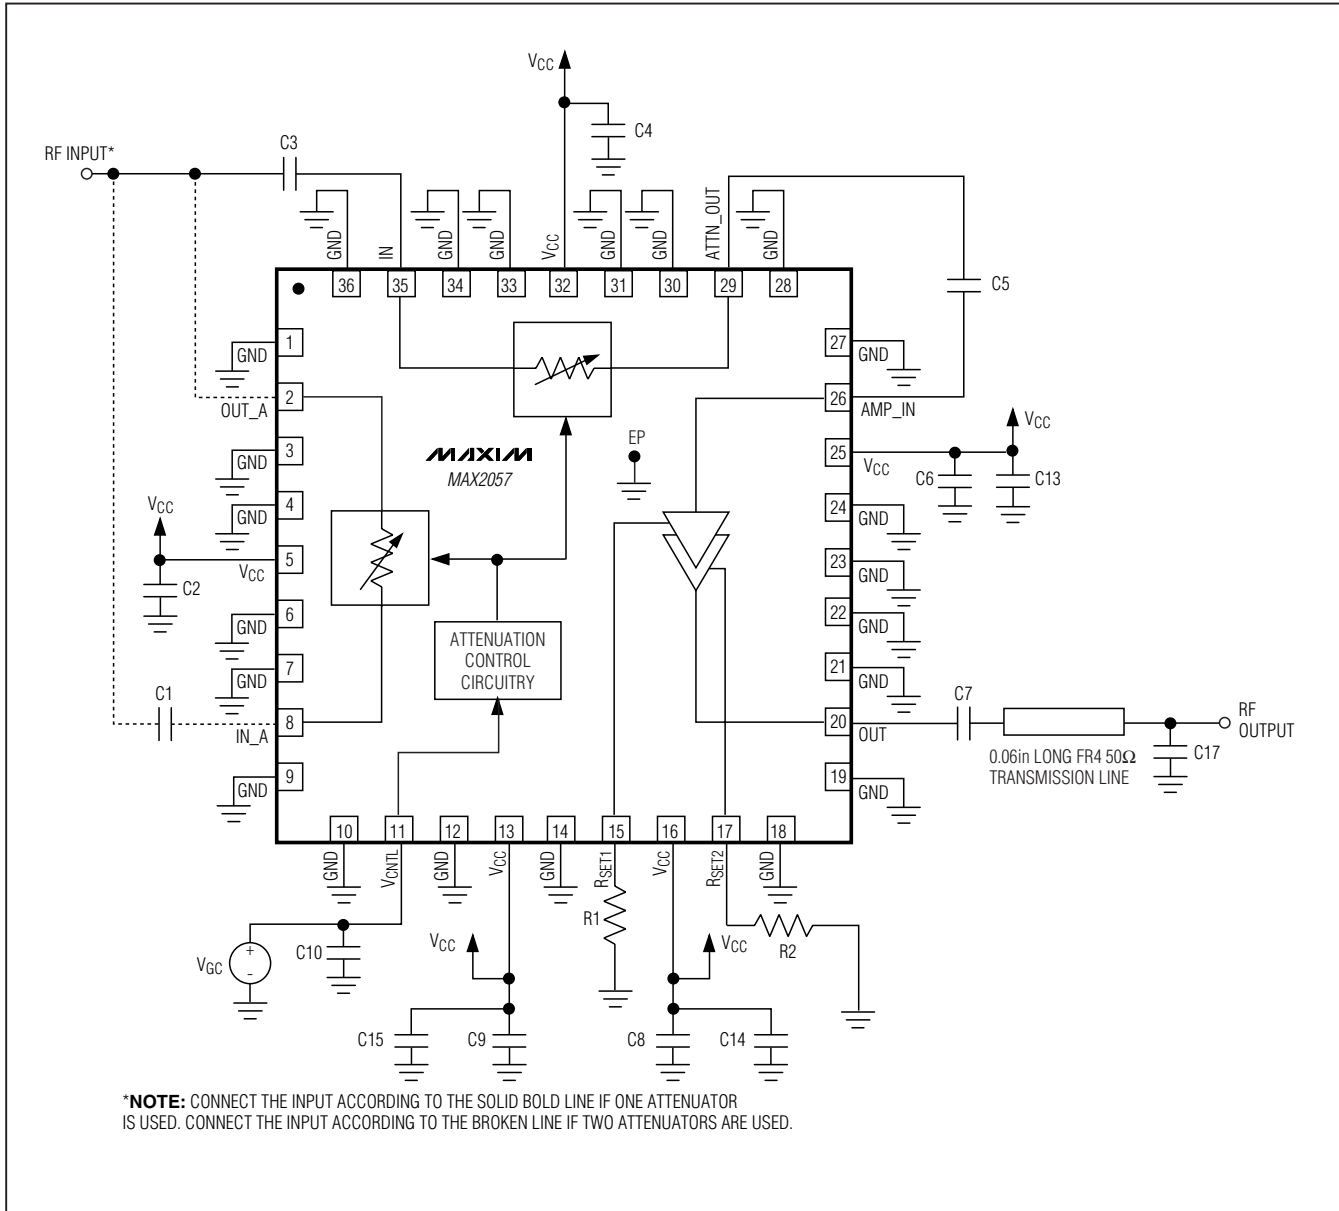 VCC
C4
RF INPUT*
C3
GND
IN
GND
GND
VCC
GND
GND
ATTN_OUT
GND
36
35
34
33
32
31
30
29
28
C5
1
GND
2
OUT_A
3
GND
4
GND
VCC
5
VCC
C2
6
GND
7
GND
C1
8
IN_A
9
GND
27
GND
26
AMP_IN
VCC
25
VCC
C6
C13
24
GND
23
GND
22
GND
21
GND
20
OUT
C7
RF
OUTPUT
C17
0.06in LONG FR4 50Ω
TRANSMISSION LINE
19
GND
MAXIM
MAX2057
EP
ATTENUATION
CONTROL
CIRCUITRY
10
11
12
13
14
15
16
17
18
GND
VCNTL
GND
VCC
GND
RSET1
VCC
RSET2
GND
VGC
+
-
C10
VCC
R1
VCC
R2
C15
C9
C8
C14
*NOTE: CONNECT THE INPUT ACCORDING TO THE SOLID BOLD LINE IF ONE ATTENUATOR
IS USED. CONNECT THE INPUT ACCORDING TO THE BROKEN LINE IF TWO ATTENUATORS ARE USED.